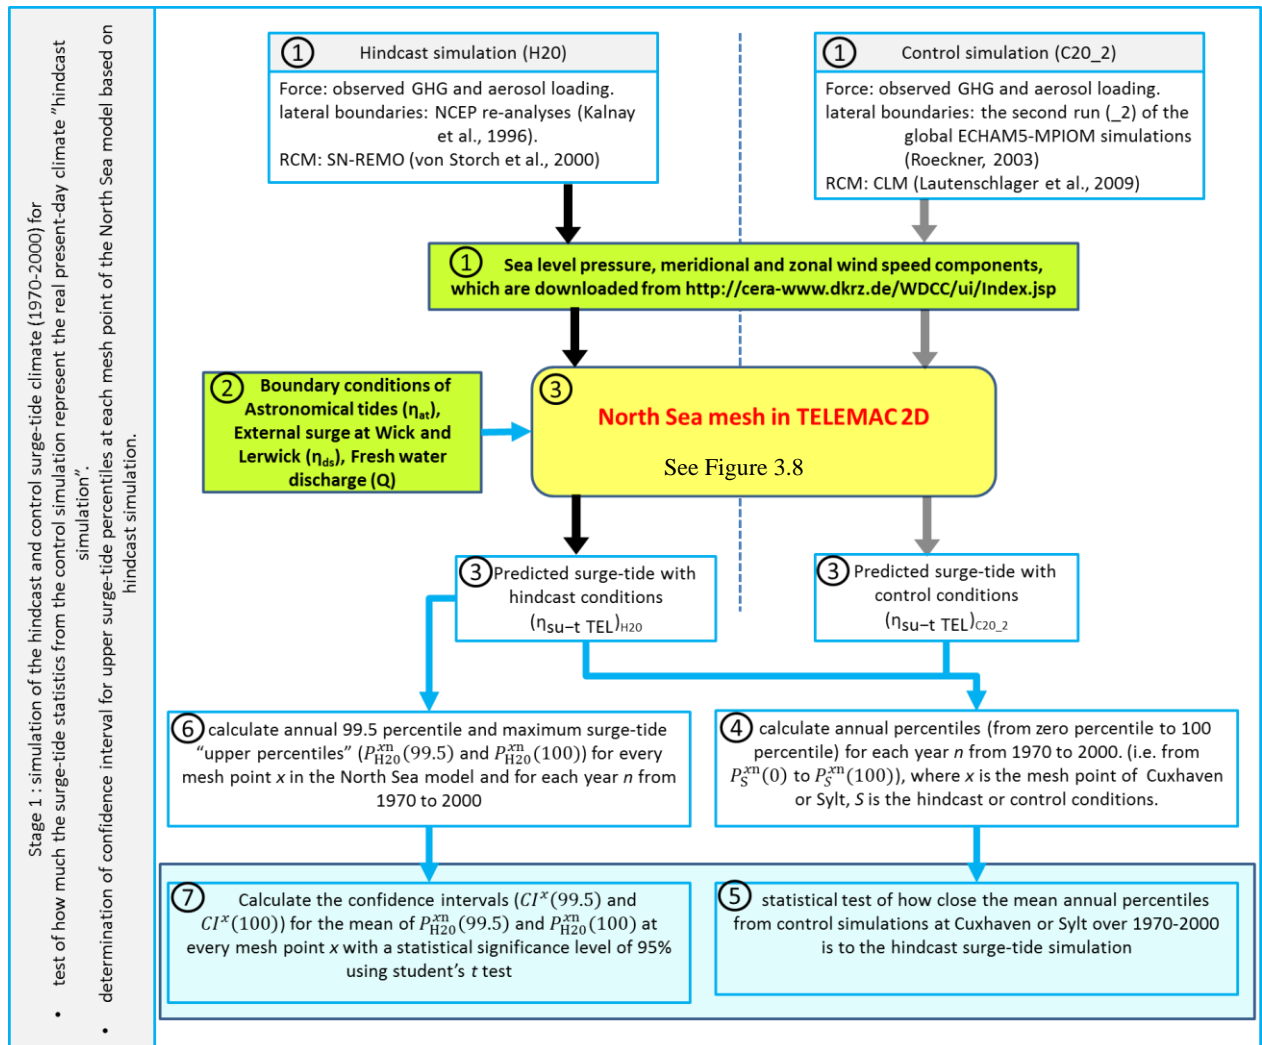 Stage 1 : simulation of the hindcast and control surge-tide climate (1970-2000) for
• test of how much the surge-tide statistics from the control simulation represent the real present-day climate "hindcast
simulation".
• determination of confidence interval for upper surge-tide percentiles at each mesh point of the North Sea model based on
hindcast simulation.
1 Hindcast simulation (H20)
Force: observed GHG and aerosol loading.
lateral boundaries: NCEP re-analyses (Kalnay
et al., 1996).
RCM: SN-REMO (von Storch et al., 2000)
1 Control simulation (C20_2)
Force: observed GHG and aerosol loading.
lateral boundaries: the second run (_2) of the
global ECHAM5-MPIOM simulations
(Roeckner, 2003)
RCM: CLM (Lautenschlager et al., 2009)
1 Sea level pressure, meridional and zonal wind speed components,
which are downloaded from http://cera-www.dkrz.de/WDCC/ui/Index.jsp
2 Boundary conditions of
Astronomical tides (ηat),
External surge at Wick and
Lerwick (ηds), Fresh water
discharge (Q)
3
North Sea mesh in TELEMAC 2D
See Figure 3.8
3 Predicted surge-tide with
hindcast conditions
(ηsu−t TEL)H20
3 Predicted surge-tide with
control conditions
(ηsu−t TEL)C20_2
6 calculate annual 99.5 percentile and maximum surge-tide
"upper percentiles" (P_H20^xn(99.5) and P_H20^xn(100)) for every
mesh point x in the North Sea model and for each year n from
1970 to 2000
4 calculate annual percentiles (from zero percentile to 100
percentile) for each year n from 1970 to 2000. (i.e. from
P_S^xn(0) to P_S^xn(100)), where x is the mesh point of Cuxhaven
or Sylt, S is the hindcast or control conditions.
7 Calculate the confidence intervals (CI^x(99.5) and
CI^x(100)) for the mean of P_H20^xn(99.5) and P_H20^xn(100) at
every mesh point x with a statistical significance level of 95%
using student's t test
5 statistical test of how close the mean annual percentiles
from control simulations at Cuxhaven or Sylt over 1970-2000
is to the hindcast surge-tide simulation